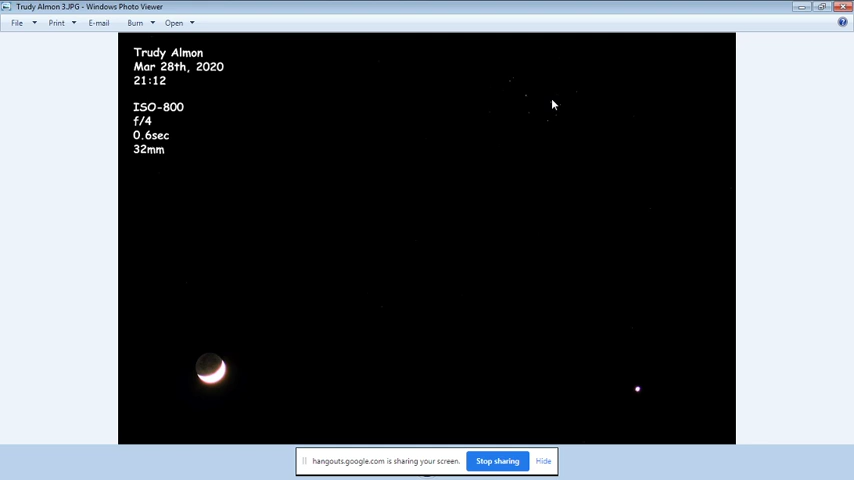 Trudy Almon 3.JPG - Windows Photo Viewer
File Print E-mail Burn Open
Trudy Almon
Mar 28th, 2020
21:12
ISO-800
f/4
0.6sec
32mm
hangouts.google.com is sharing your screen. Stop sharing Hide